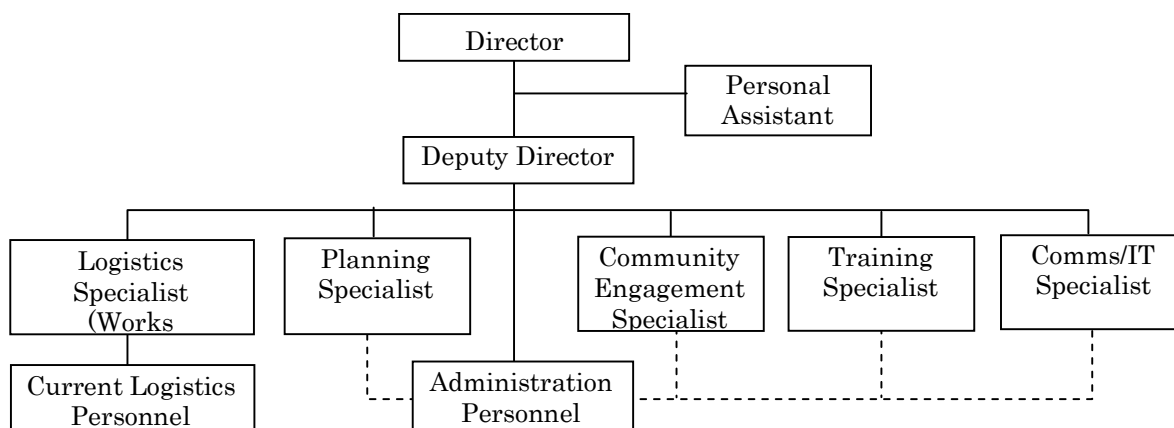 Director
Personal
Assistant
Deputy Director
Logistics
Specialist
(Works
Planning
Specialist
Community
Engagement
Specialist
Training
Specialist
Comms/IT
Specialist
Current Logistics
Personnel
Administration
Personnel